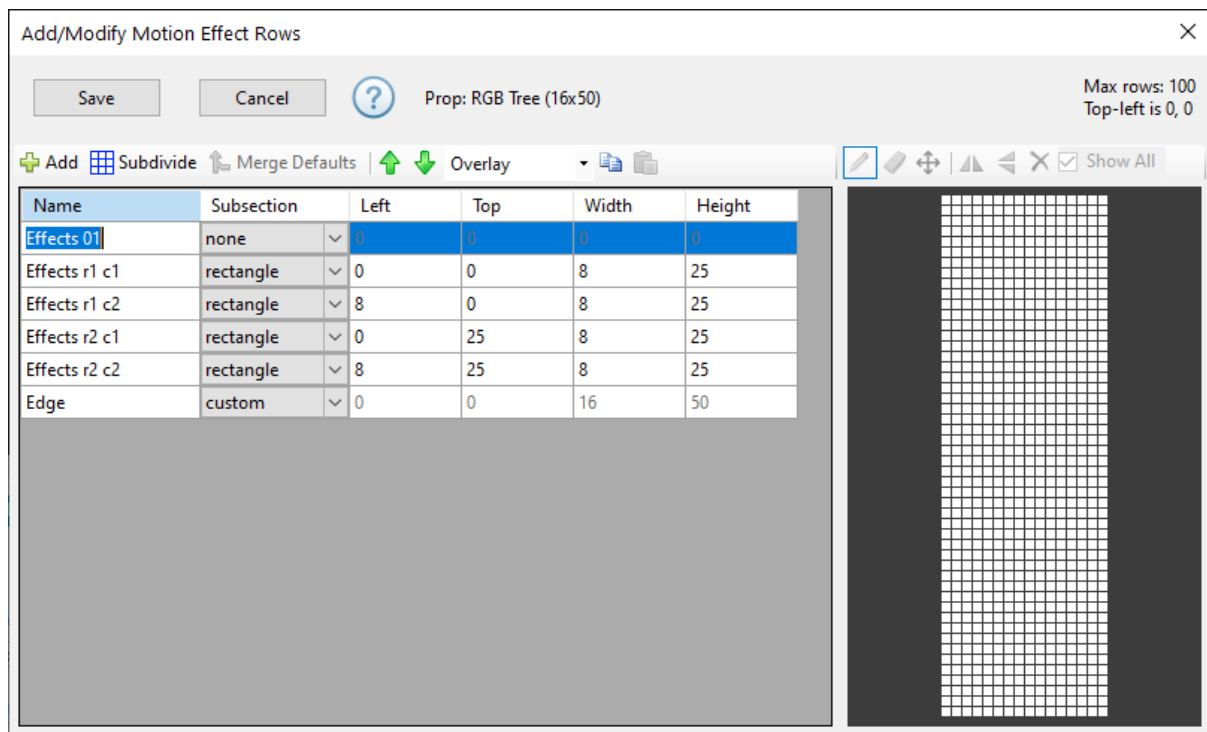 Add/Modify Motion Effect Rows
Save Cancel ? Prop: RGB Tree (16x50) Max rows: 100
Top-left is 0, 0
Add Subdivide Merge Defaults Overlay Show All
Name Subsection Left Top Width Height
Effects 01 none 0 0 0 0
Effects r1 c1 rectangle 0 0 8 25
Effects r1 c2 rectangle 8 0 8 25
Effects r2 c1 rectangle 0 25 8 25
Effects r2 c2 rectangle 8 25 8 25
Edge custom 0 0 16 50